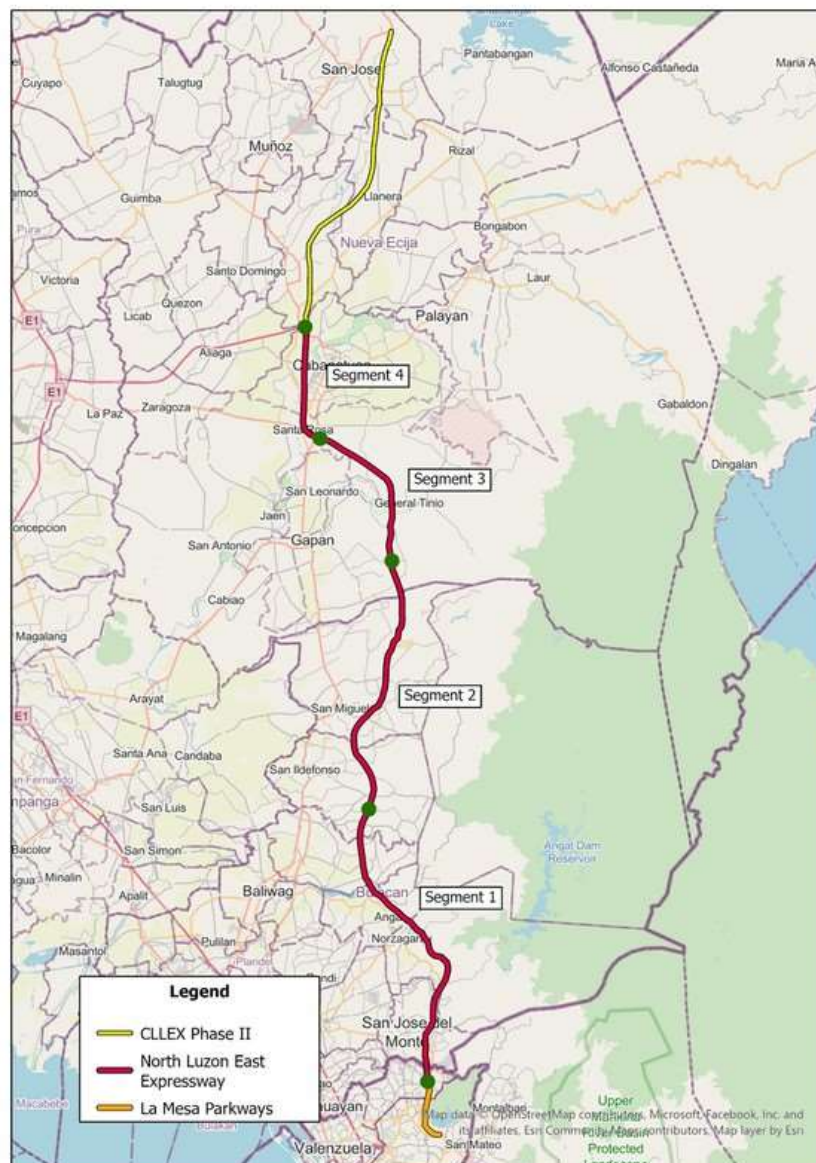 San Jose
Pantabangan
Alfonso Castañeda
Maria A
Cuyapo
Talugtug
Muñoz
Rizal
Guimba
Llanera
Bongabon
Pura
Nueva Ecija
Santo Domingo
Laur
Victoria
Quezon
Licab
Palayan
E1
Aliaga
Segment 4
E1
La Paz
Zaragoza
Gabaldon
Santa Rosa
Dingalan
Segment 3
San Leonardo
General Tinio
Jaen
Concepcion
San Antonio
Gapan
Cabiao
Magalang
Arayat
Segment 2
San Miguel
E1
Santa Ana
Candaba
San Ildefonso
San Fernando
San Luis
Bacolor
San Simon
Angat Dam
Reservoir
Minalin
Apalit
Baliwag
Bulacan
Segment 1
Norzagaray
Masantol
Pulilan
Plaridel
Legend
CLLEX Phase II
North Luzon East
Expressway
La Mesa Parkways
San Jose del
Monte
Macabebe
Bulakan
Montalban
Upper
Marikina
River Basin
Protected
Landscape
Map data © OpenStreetMap contributors, Microsoft, Facebook, Inc. and
its affiliates, Esri Community Maps contributors, Map layer by Esri
San Mateo
Valenzuela